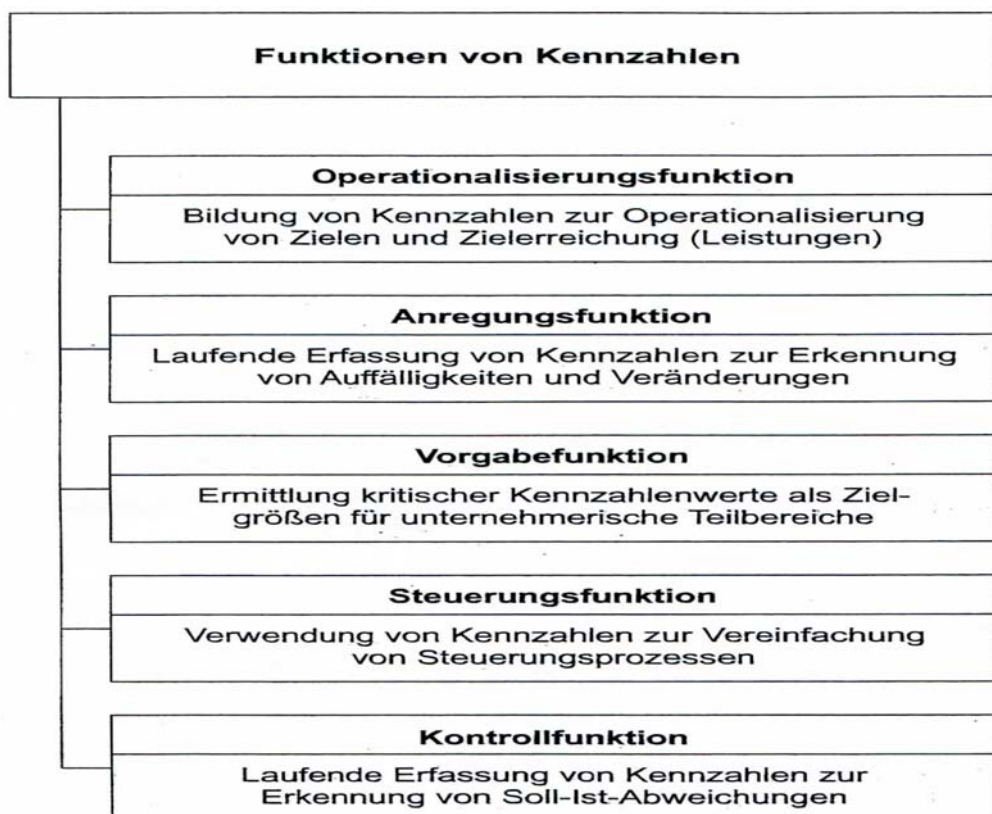 Funktionen von Kennzahlen
Operationalisierungsfunktion
Bildung von Kennzahlen zur Operationalisierung
von Zielen und Zielerreichung (Leistungen)
Anregungsfunktion
Laufende Erfassung von Kennzahlen zur Erkennung
von Auffälligkeiten und Veränderungen
Vorgabefunktion
Ermittlung kritischer Kennzahlenwerte als Ziel-
größen für unternehmerische Teilbereiche
Steuerungsfunktion
Verwendung von Kennzahlen zur Vereinfachung
von Steuerungsprozessen
Kontrollfunktion
Laufende Erfassung von Kennzahlen zur
Erkennung von Soll-Ist-Abweichungen